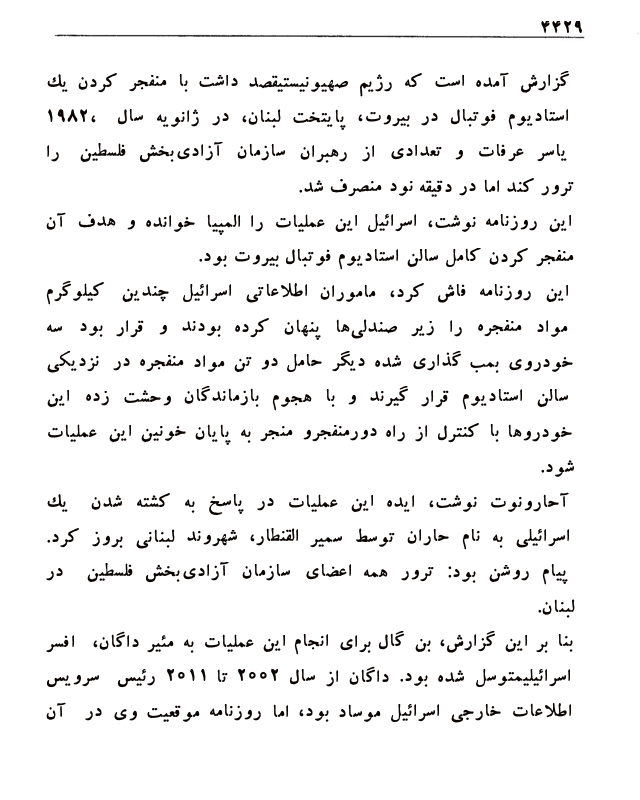 ۴۴۲۹
گزارش آمده است که رژیم صهیونیستیقصد داشت با منفجر کردن یك
استادیوم فوتبال در بیروت، پایتخت لبنان، در ژانویه سال ۱۹۸۲،
یاسر عرفات و تعدادی از رهبران سازمان آزادی‌بخش فلسطین را
ترور کند اما در دقیقه نود منصرف شد.
این روزنامه نوشت، اسرائیل این عملیات را المپیا خوانده و هدف آن
منفجر کردن کامل سالن استادیوم فوتبال بیروت بود.
این روزنامه فاش کرد، ماموران اطلاعاتی اسرائیل چندین کیلوگرم
مواد منفجره را زیر صندلی‌ها پنهان کرده بودند و قرار بود سه
خودروی بمب گذاری شده دیگر حامل دو تن مواد منفجره در نزدیکی
سالن استادیوم قرار گیرند و با هجوم بازماندگان وحشت زده این
خودروها با کنترل از راه دورمنفجرو منجر به پایان خونین این عملیات
شود.
آحارونوت نوشت، ایده این عملیات در پاسخ به کشته شدن یك
اسرائیلی به نام حاران توسط سمیر القنطار، شهروند لبنانی بروز کرد.
پیام روشن بود: ترور همه اعضای سازمان آزادی‌بخش فلسطین در
لبنان.
بنا بر این گزارش، بن گال برای انجام این عملیات به مئیر داگان، افسر
اسرائیلیمتوسل شده بود. داگان از سال ۲۰۰۲ تا ۲۰۱۱ رئیس سرویس
اطلاعات خارجی اسرائیل موساد بود، اما روزنامه موقعیت وی در آن